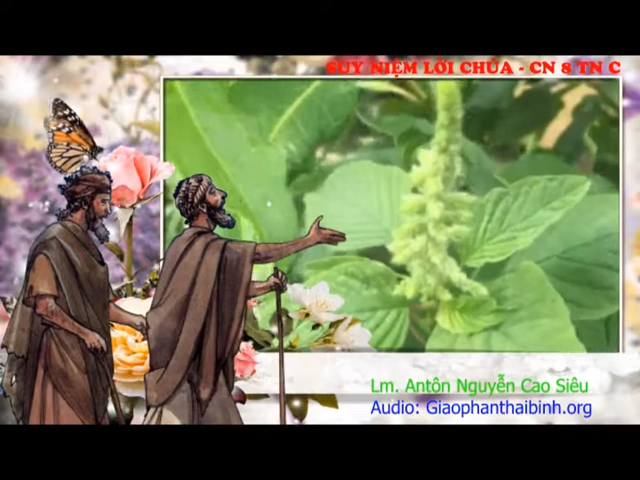 SUY NIỆM LỜI CHÚA - CN 8 TN C
Lm. Antôn Nguyễn Cao Siêu
Audio: Giaophanthaibinh.org